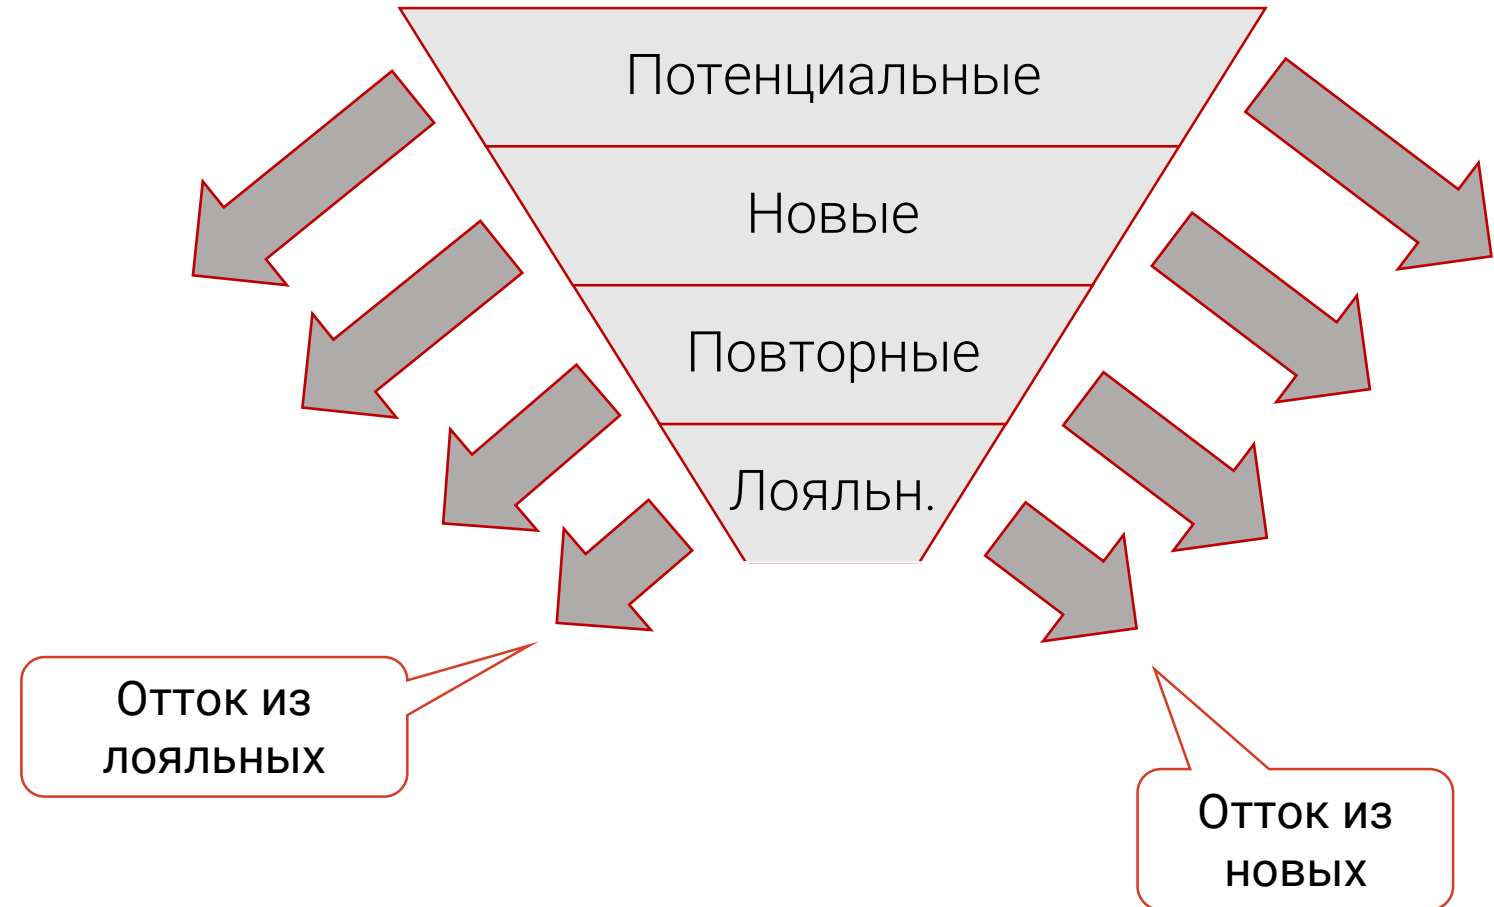 Потенциальные
Новые
Повторные
Лояльн.
Отток из
лояльных
Отток из
новых